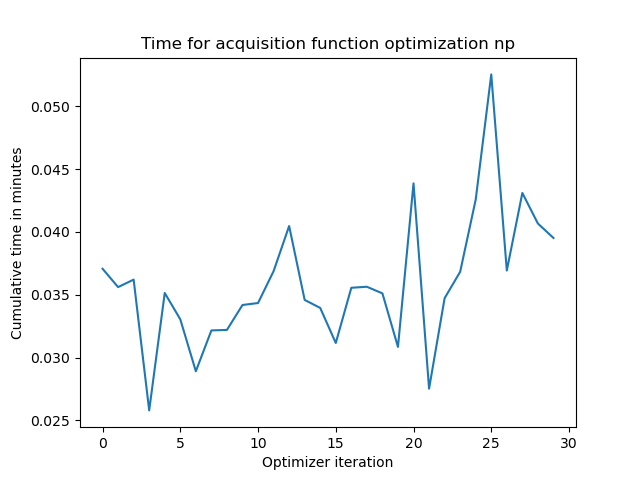 Time for acquisition function optimization np
Cumulative time in minutes
0.050
0.045
0.040
0.035
0.030
0.025
0 5 10 15 20 25 30
Optimizer iteration